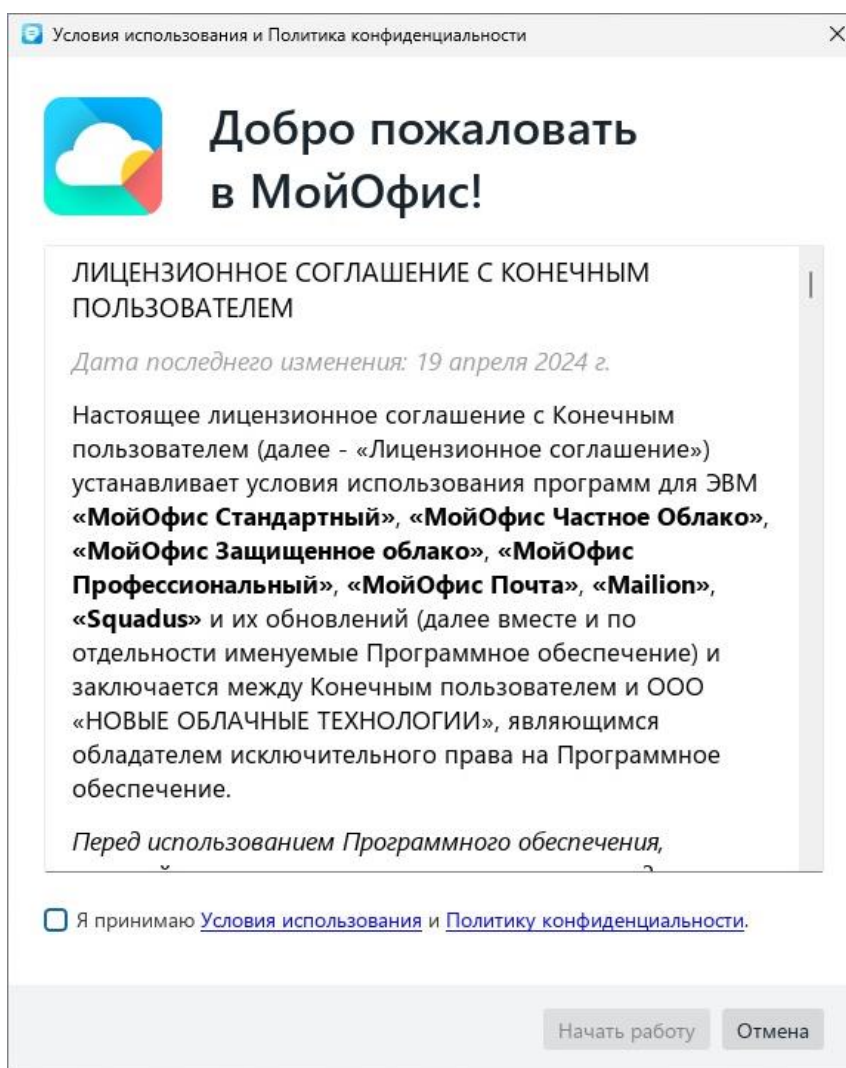 Условия использования и Политика конфиденциальности
Добро пожаловать
в МойОфис!
ЛИЦЕНЗИОННОЕ СОГЛАШЕНИЕ С КОНЕЧНЫМ
ПОЛЬЗОВАТЕЛЕМ
Дата последнего изменения: 19 апреля 2024 г.
Настоящее лицензионное соглашение с Конечным
пользователем (далее - «Лицензионное соглашение»)
устанавливает условия использования программ для ЭВМ
«МойОфис Стандартный», «МойОфис Частное Облако»,
«МойОфис Защищенное облако», «МойОфис
Профессиональный», «МойОфис Почта», «Mailion»,
«Squadus» и их обновлений (далее вместе и по
отдельности именуемые Программное обеспечение) и
заключается между Конечным пользователем и ООО
«НОВЫЕ ОБЛАЧНЫЕ ТЕХНОЛОГИИ», являющимся
обладателем исключительного права на Программное
обеспечение.
Перед использованием Программного обеспечения,
Я принимаю Условия использования и Политику конфиденциальности.
Начать работу Отмена